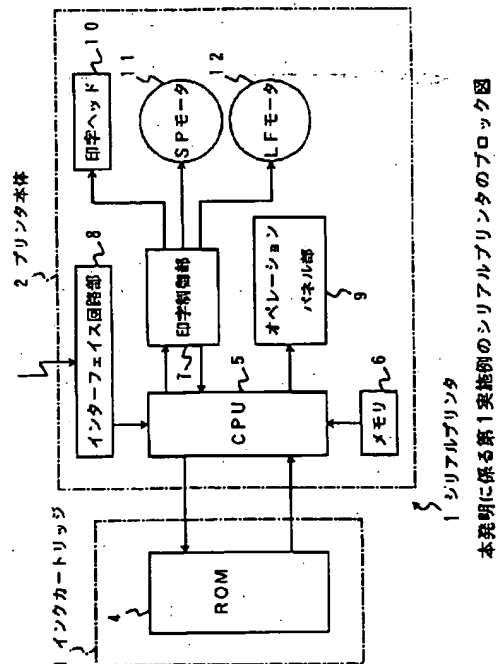 2 プリンタ本体
インターフェイス回路部 8
印字ヘッド 10
SPモータ 11
LFモータ 12
印字制御部 7
オペレーション
パネル部 9
CPU 5
メモリ 6
インクカートリッジ
ROM 4
1 シリアルプリンタ
本発明に係る第1実施例のシリアルプリンタのブロック図